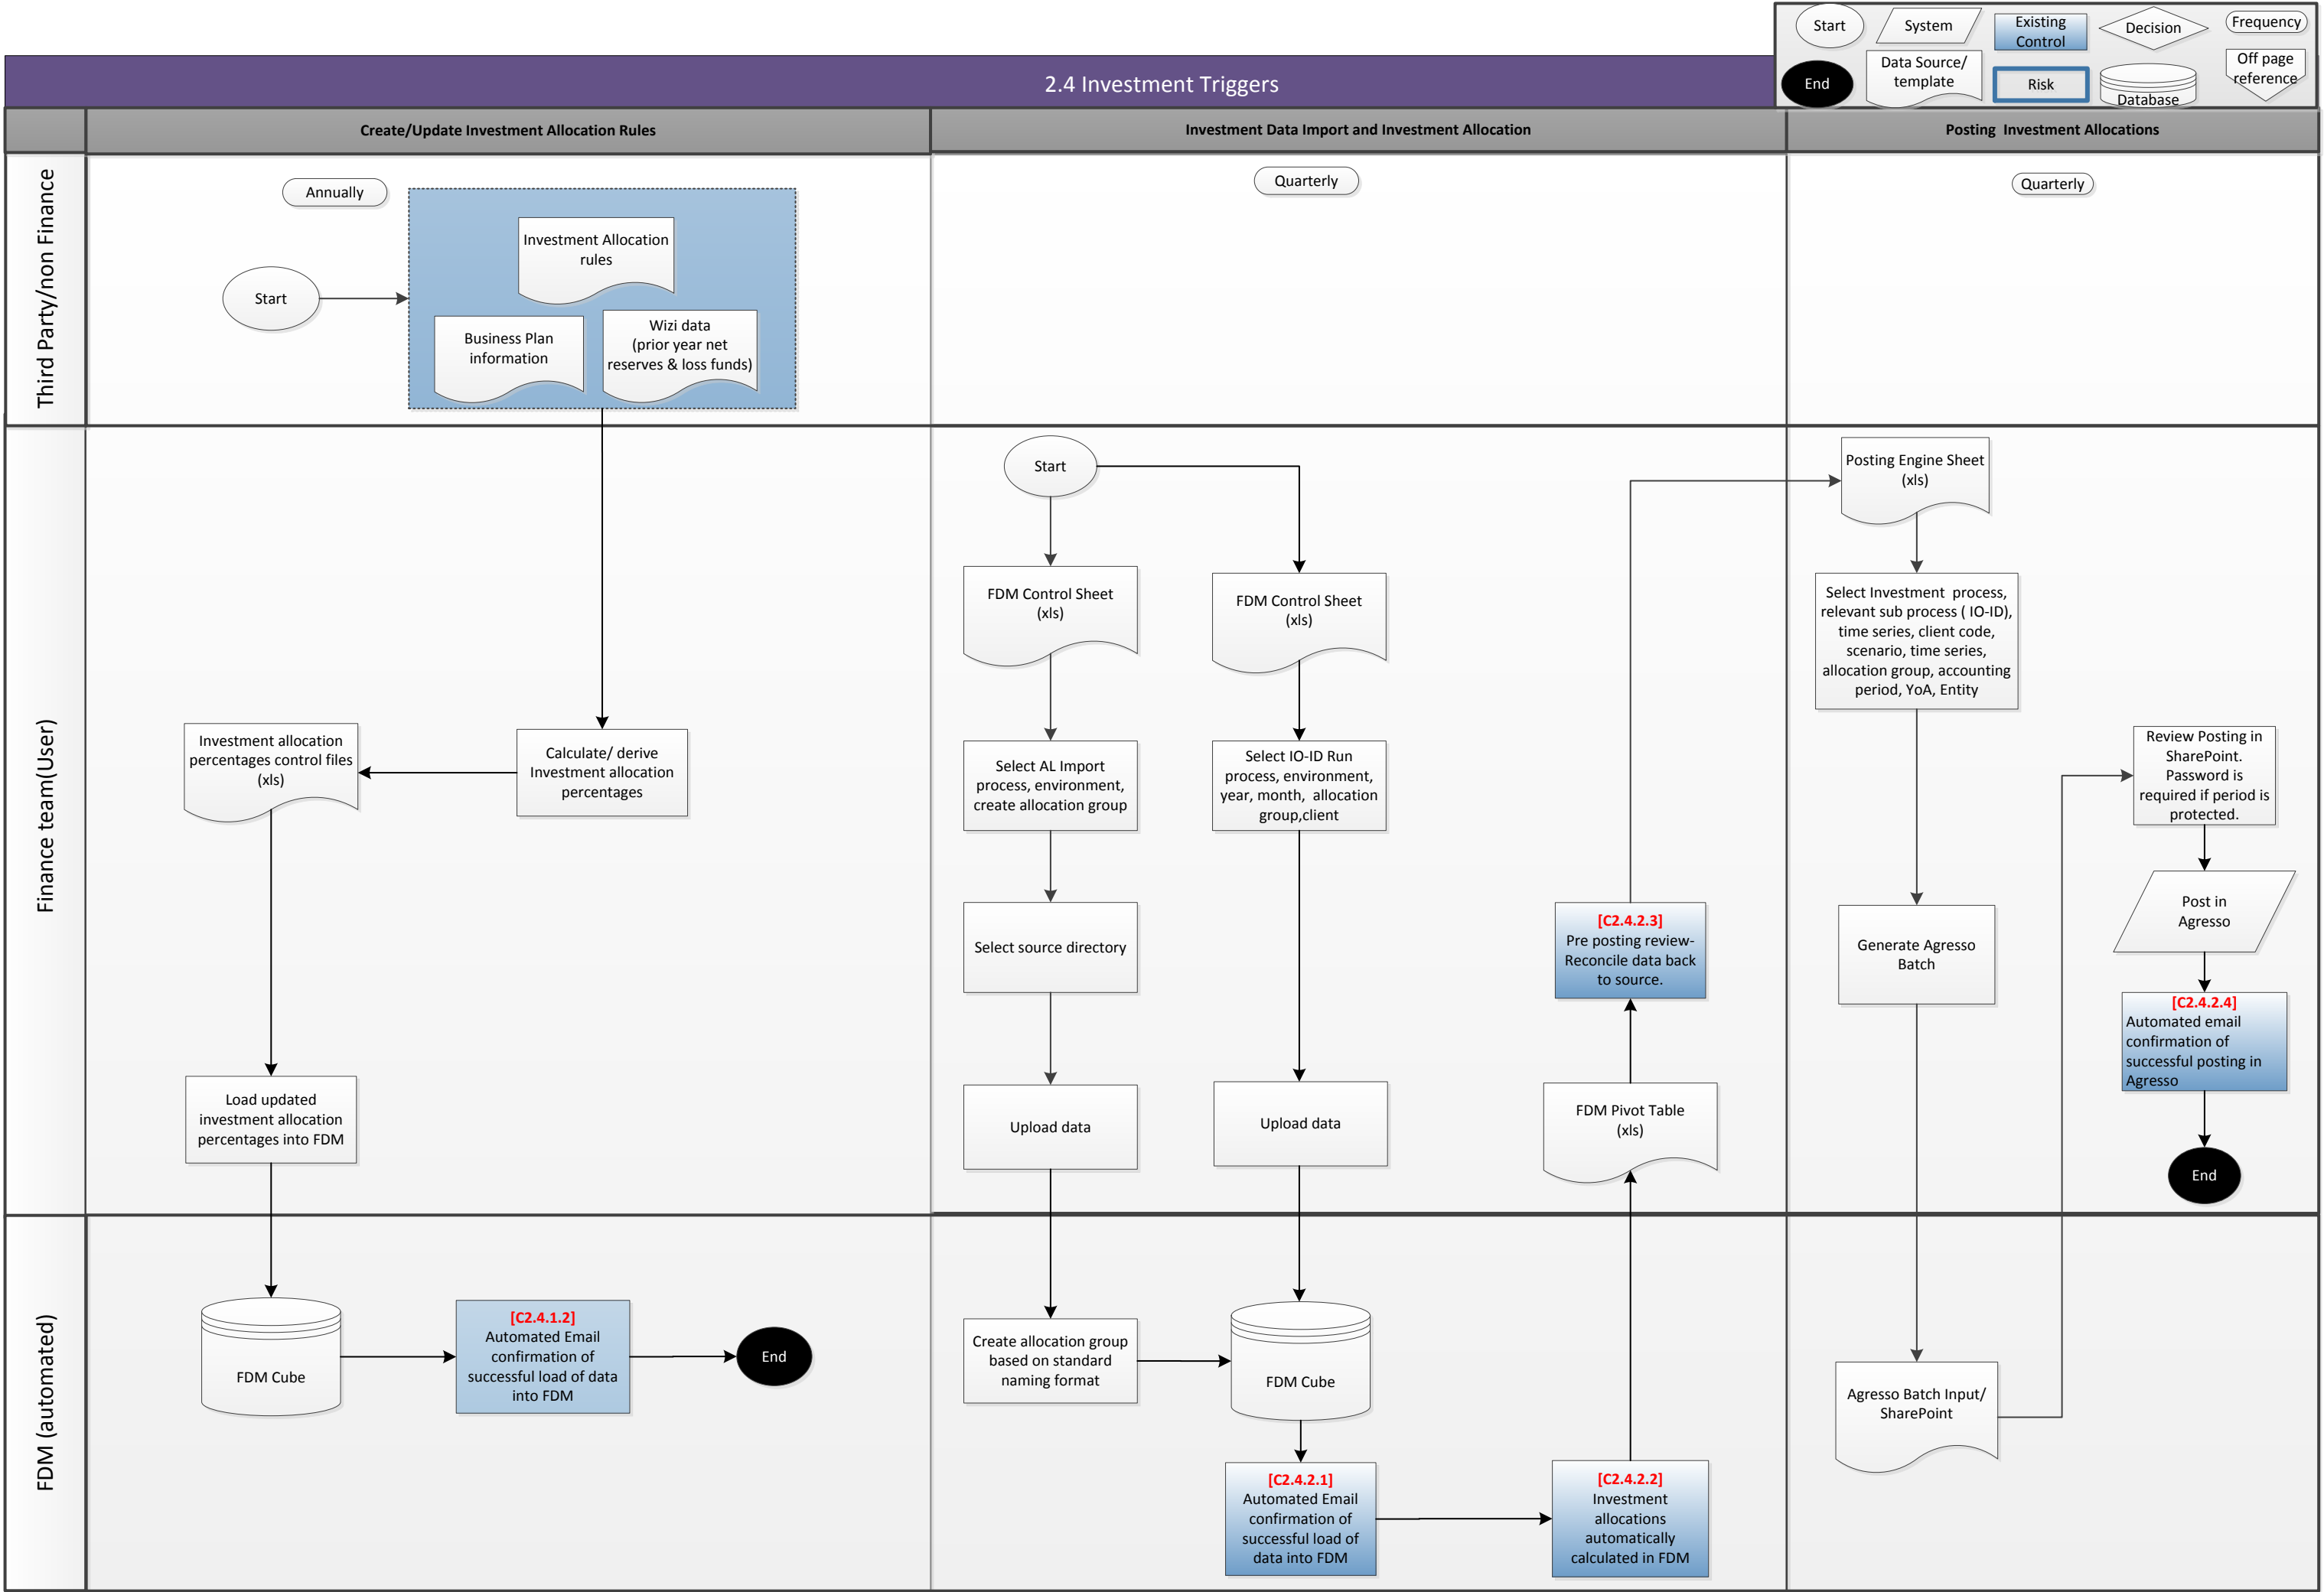 Start
System
Existing
Control
Decision
Frequency
End
Data Source/
template
Risk
Database
Off page
reference
2.4 Investment Triggers
Create/Update Investment Allocation Rules
Investment Data Import and Investment Allocation
Posting  Investment Allocations
Third Party/non Finance
Annually
Start
Investment Allocation
rules
Business Plan
information
Wizi data
(prior year net
reserves & loss funds)
Quarterly
Quarterly
Finance team(User)
Calculate/ derive
Investment allocation
percentages
Investment allocation
percentages control files
(xls)
Load updated
investment allocation
percentages into FDM
Start
FDM Control Sheet
(xls)
FDM Control Sheet
(xls)
Select AL Import
process, environment,
create allocation group
Select IO-ID Run
process, environment,
year, month,  allocation
group,client
Select source directory
Upload data
Upload data
[C2.4.2.3]
Pre posting review-
Reconcile data back
to source.
FDM Pivot Table
(xls)
Posting Engine Sheet
(xls)
Select Investment  process,
relevant sub process ( IO-ID),
time series, client code,
scenario, time series,
allocation group, accounting
period, YoA, Entity
Generate Agresso
Batch
Review Posting in
SharePoint.
Password is
required if period is
protected.
Post in
Agresso
[C2.4.2.4]
Automated email
confirmation of
successful posting in
Agresso
End
FDM (automated)
FDM Cube
[C2.4.1.2]
Automated Email
confirmation of
successful load of data
into FDM
End
Create allocation group
based on standard
naming format
FDM Cube
[C2.4.2.1]
Automated Email
confirmation of
successful load of
data into FDM
[C2.4.2.2]
Investment
allocations
automatically
calculated in FDM
Agresso Batch Input/
SharePoint